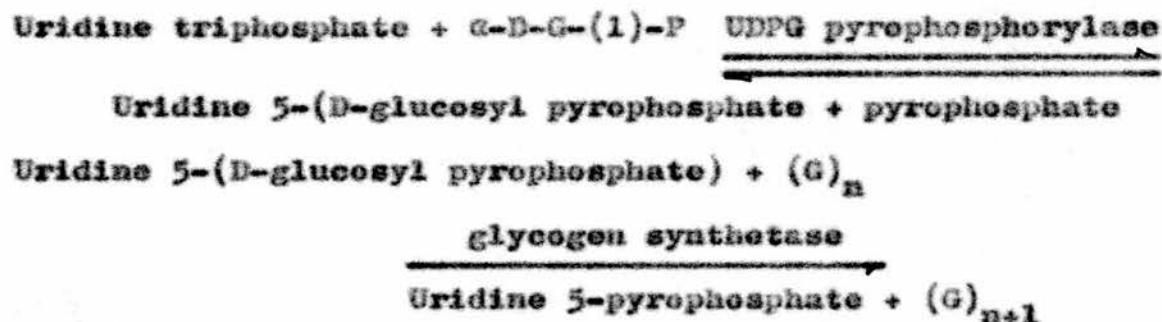 Uridine triphosphate + α-D-G-(1)-P UDPG pyrophosphorylase
Uridine 5-(D-glucosyl pyrophosphate + pyrophosphate
Uridine 5-(D-glucosyl pyrophosphate) + (G)n
glycogen synthetase
Uridine 5-pyrophosphate + (G)n+1